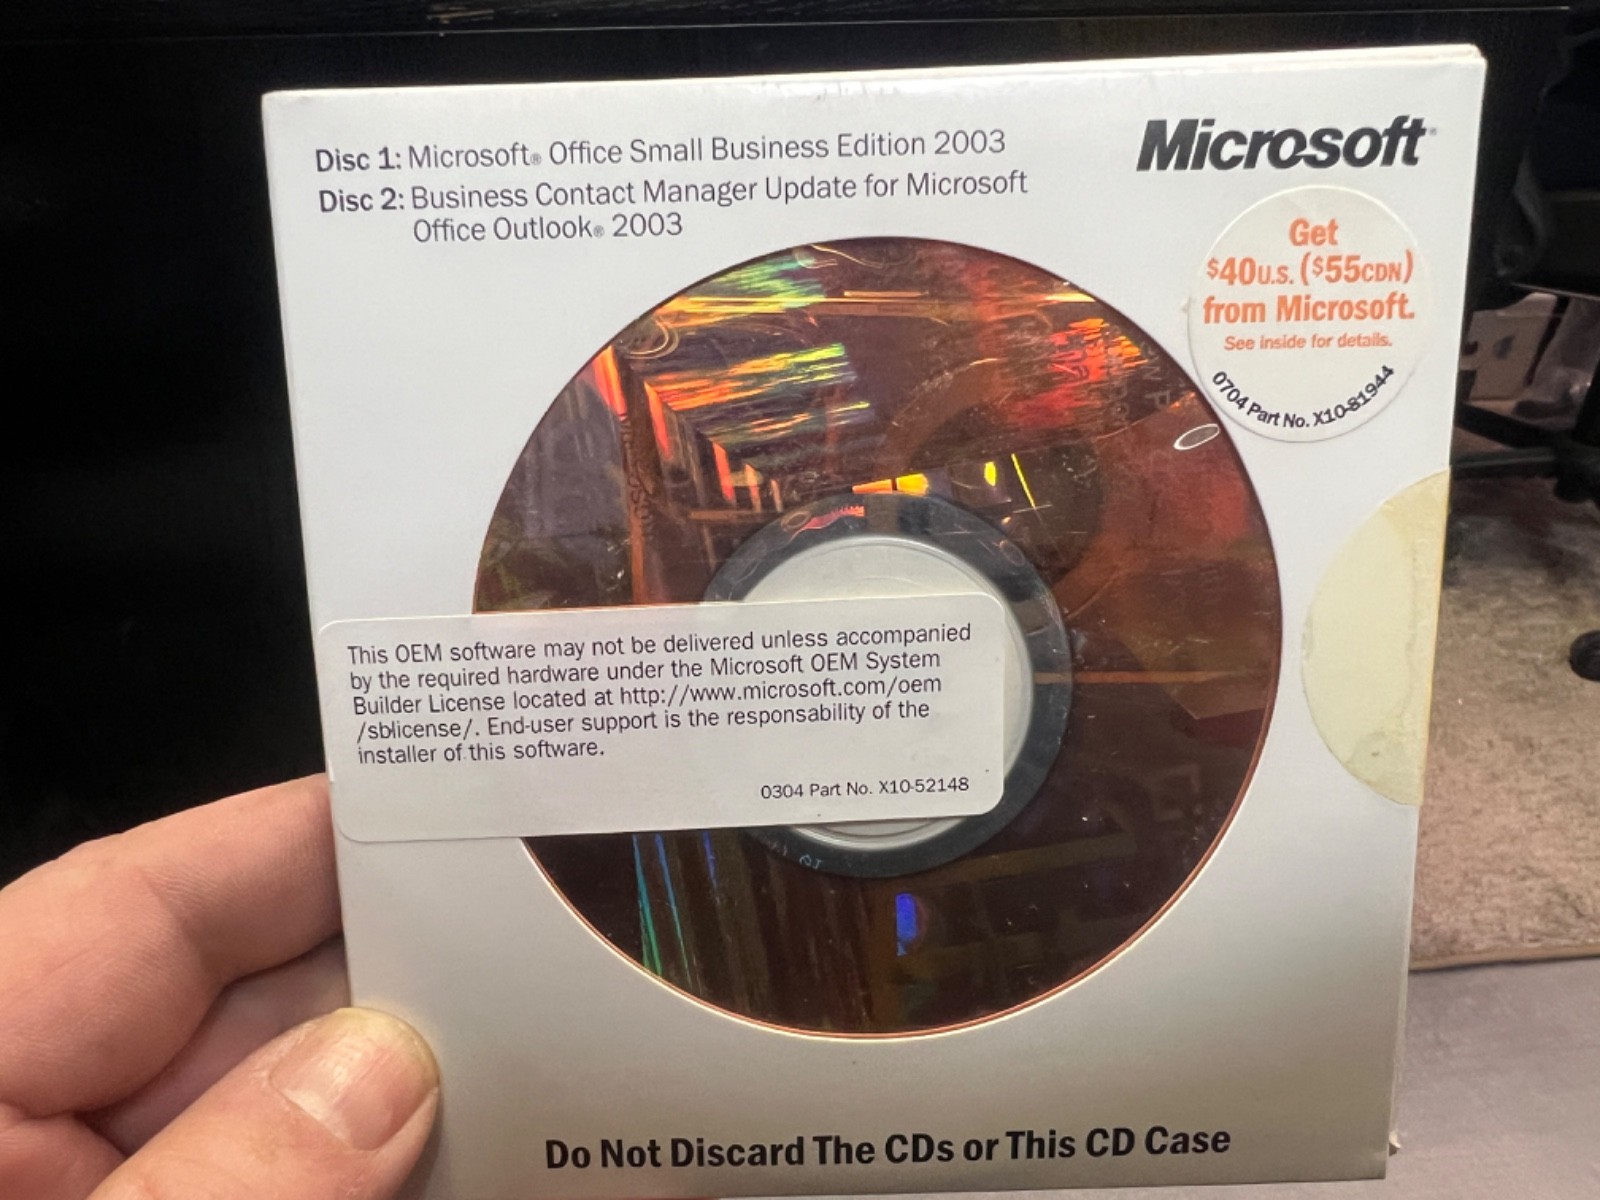 Disc 1: Microsoft® Office Small Business Edition 2003
Disc 2: Business Contact Manager Update for Microsoft
Office Outlook® 2003
Microsoft®
Get
$40U.S. ($55CDN)
from Microsoft.
See inside for details.
0704 Part No. X10-81944
This OEM software may not be delivered unless accompanied
by the required hardware under the Microsoft OEM System
Builder License located at http://www.microsoft.com/oem
/sblicense/. End-user support is the responsability of the
installer of this software.
0304 Part No. X10-52148
Do Not Discard The CDs or This CD Case